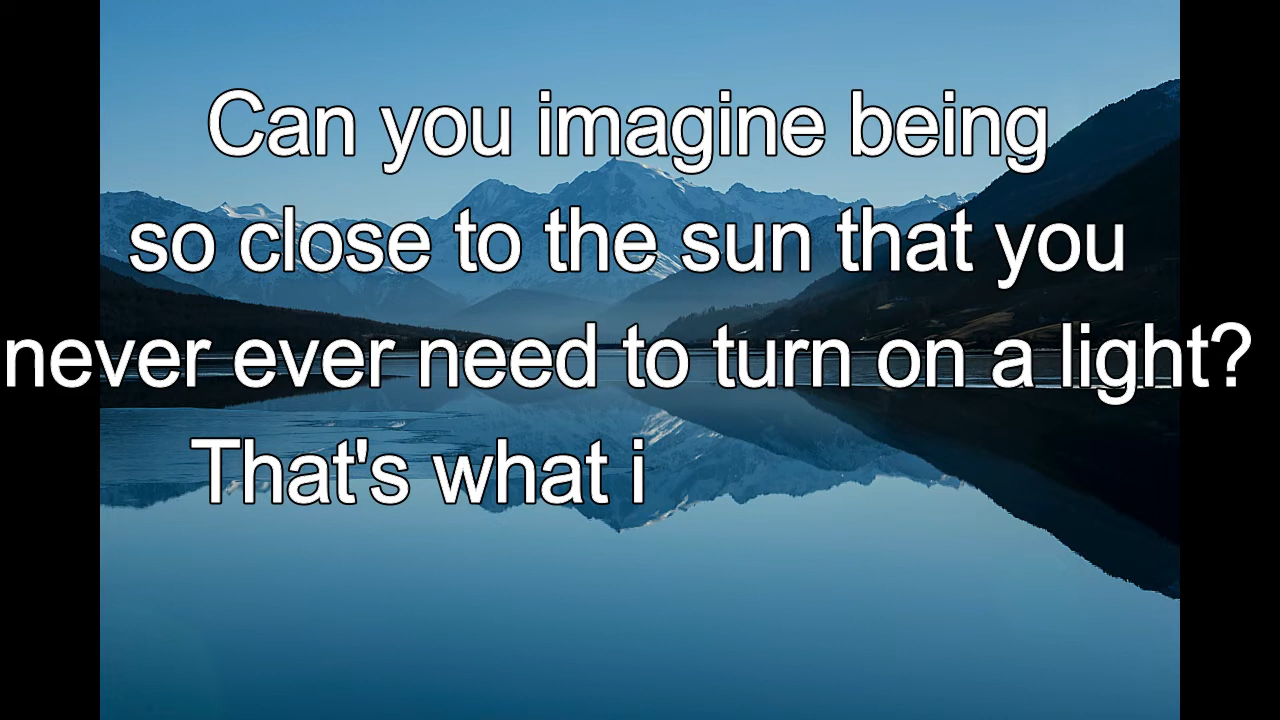 Can you imagine being
so close to the sun that you
never ever need to turn on a light?
That's what i